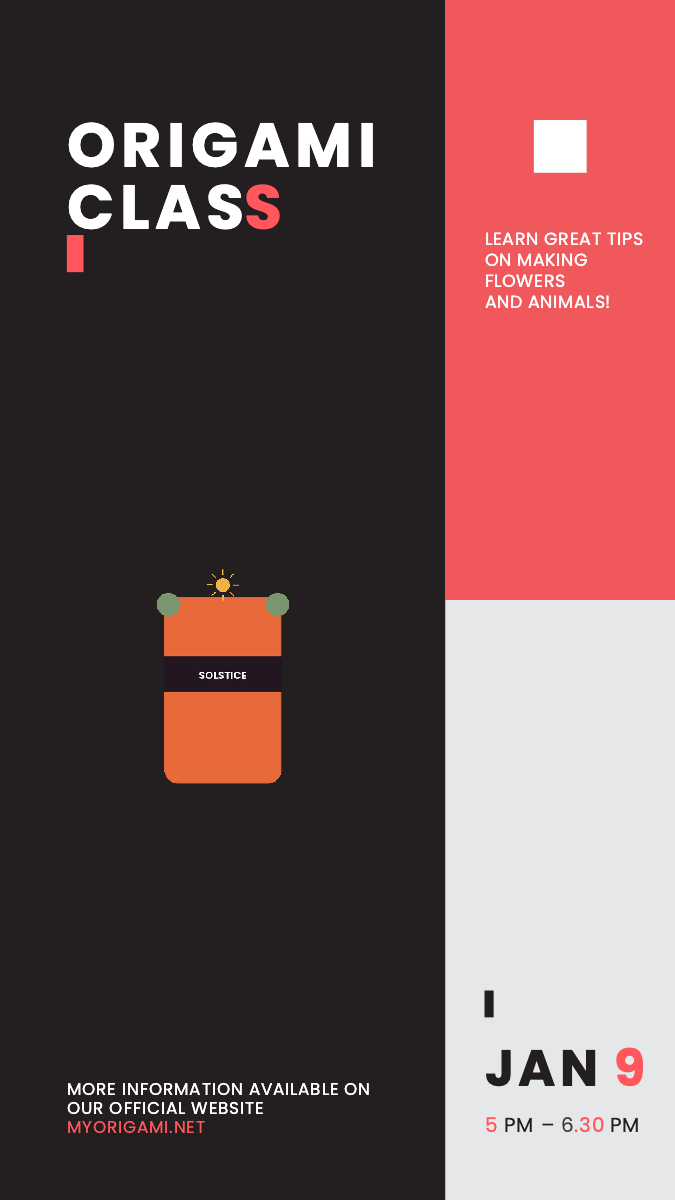 ORIGAMI
CLASS
LEARN GREAT TIPS
ON MAKING
FLOWERS
AND ANIMALS!
SOLSTICE
MORE INFORMATION AVAILABLE ON
OUR OFFICIAL WEBSITE
MYORIGAMI.NET
JAN 9
5 PM – 6.30 PM